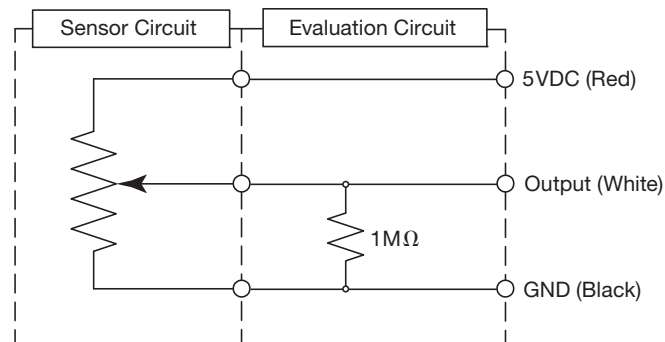 Sensor Circuit
Evaluation Circuit
5VDC (Red)
Output (White)
1MΩ
GND (Black)